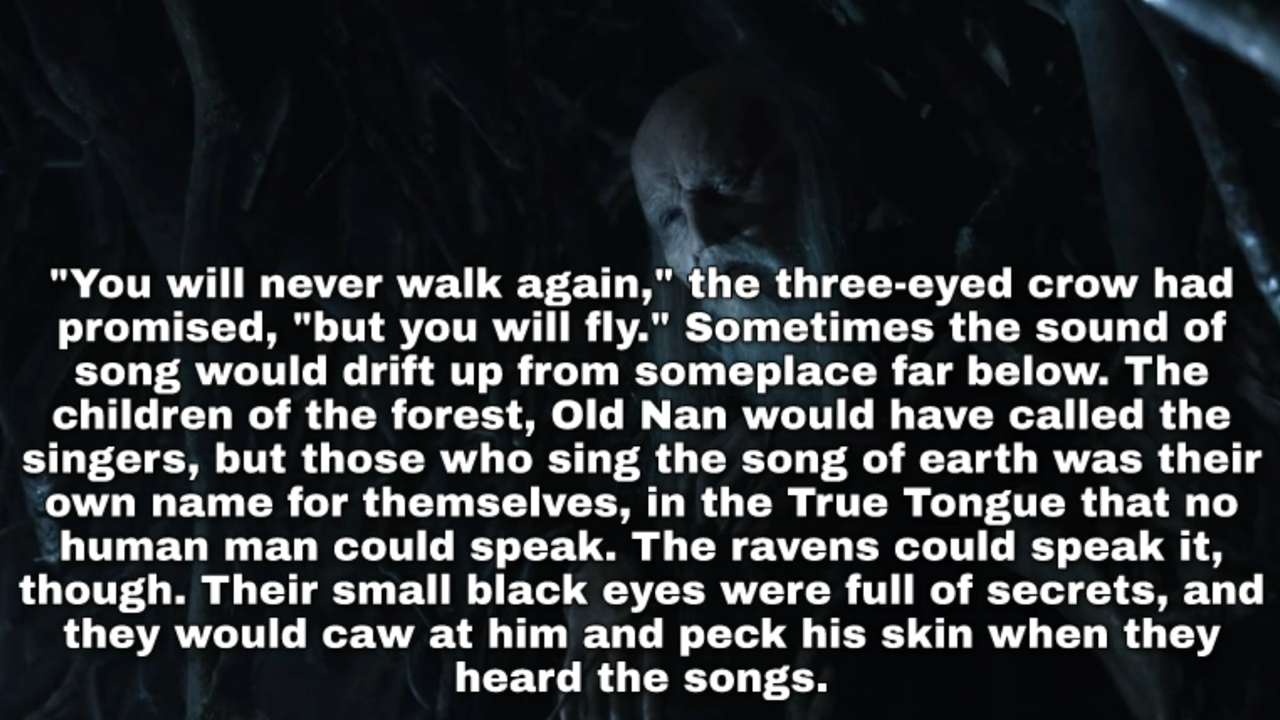 "You will never walk again," the three-eyed crow had
promised, "but you will fly." Sometimes the sound of
song would drift up from someplace far below. The
children of the forest, Old Nan would have called the
singers, but those who sing the song of earth was their
own name for themselves, in the True Tongue that no
human man could speak. The ravens could speak it,
though. Their small black eyes were full of secrets, and
they would caw at him and peck his skin when they
heard the songs.